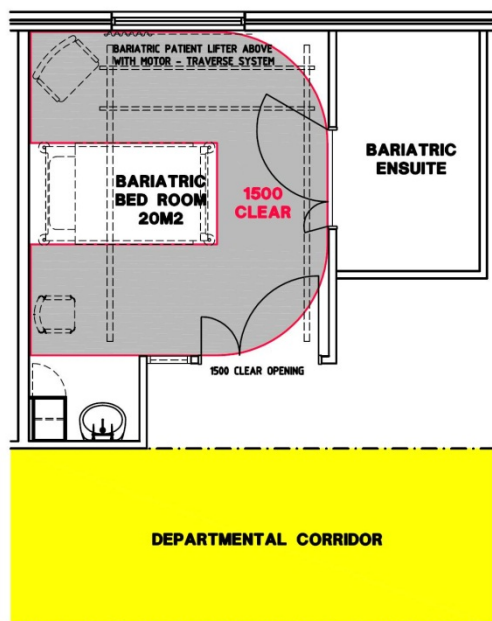 BARIATRIC PATIENT LIFTER ABOVE
WITH MOTOR - TRAVERSE SYSTEM
BARIATRIC
BED ROOM
20M2
1500
CLEAR
BARIATRIC
ENSUITE
1500 CLEAR OPENING
DEPARTMENTAL CORRIDOR